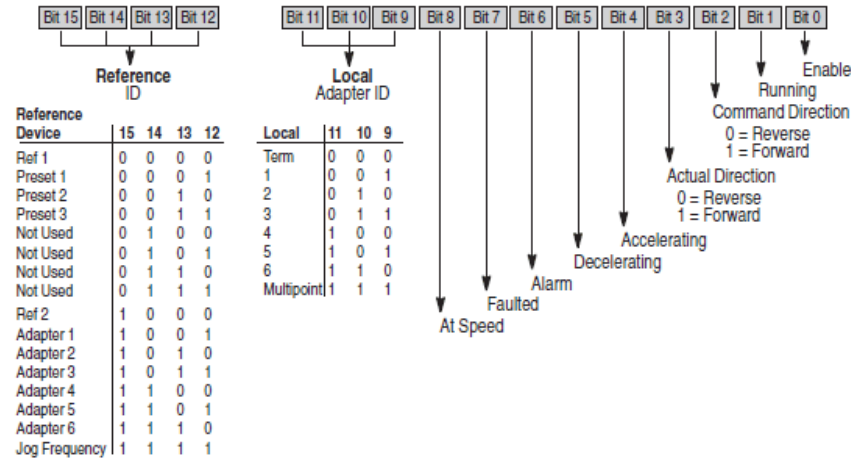 Bit 15 Bit 14 Bit 13 Bit 12 Bit 11 Bit 10 Bit 9 Bit 8 Bit 7 Bit 6 Bit 5 Bit 4 Bit 3 Bit 2 Bit 1 Bit 0
Reference
ID
Reference
Device 15 14 13 12
Ref 1 0 0 0 0
Preset 1 0 0 0 1
Preset 2 0 0 1 0
Preset 3 0 0 1 1
Not Used 0 1 0 0
Not Used 0 1 0 1
Not Used 0 1 1 0
Not Used 0 1 1 1
Ref 2 1 0 0 0
Adapter 1 1 0 0 1
Adapter 2 1 0 1 0
Adapter 3 1 0 1 1
Adapter 4 1 1 0 0
Adapter 5 1 1 0 1
Adapter 6 1 1 1 0
Jog Frequency 1 1 1 1
Local
Adapter ID
Local 11 10 9
Term 0 0 0
1 0 0 1
2 0 1 0
3 0 1 1
4 1 0 0
5 1 0 1
6 1 1 0
Multipoint 1 1 1
Enable
Running
Command Direction
0 = Reverse
1 = Forward
Actual Direction
0 = Reverse
1 = Forward
Accelerating
Decelerating
Alarm
Faulted
At Speed